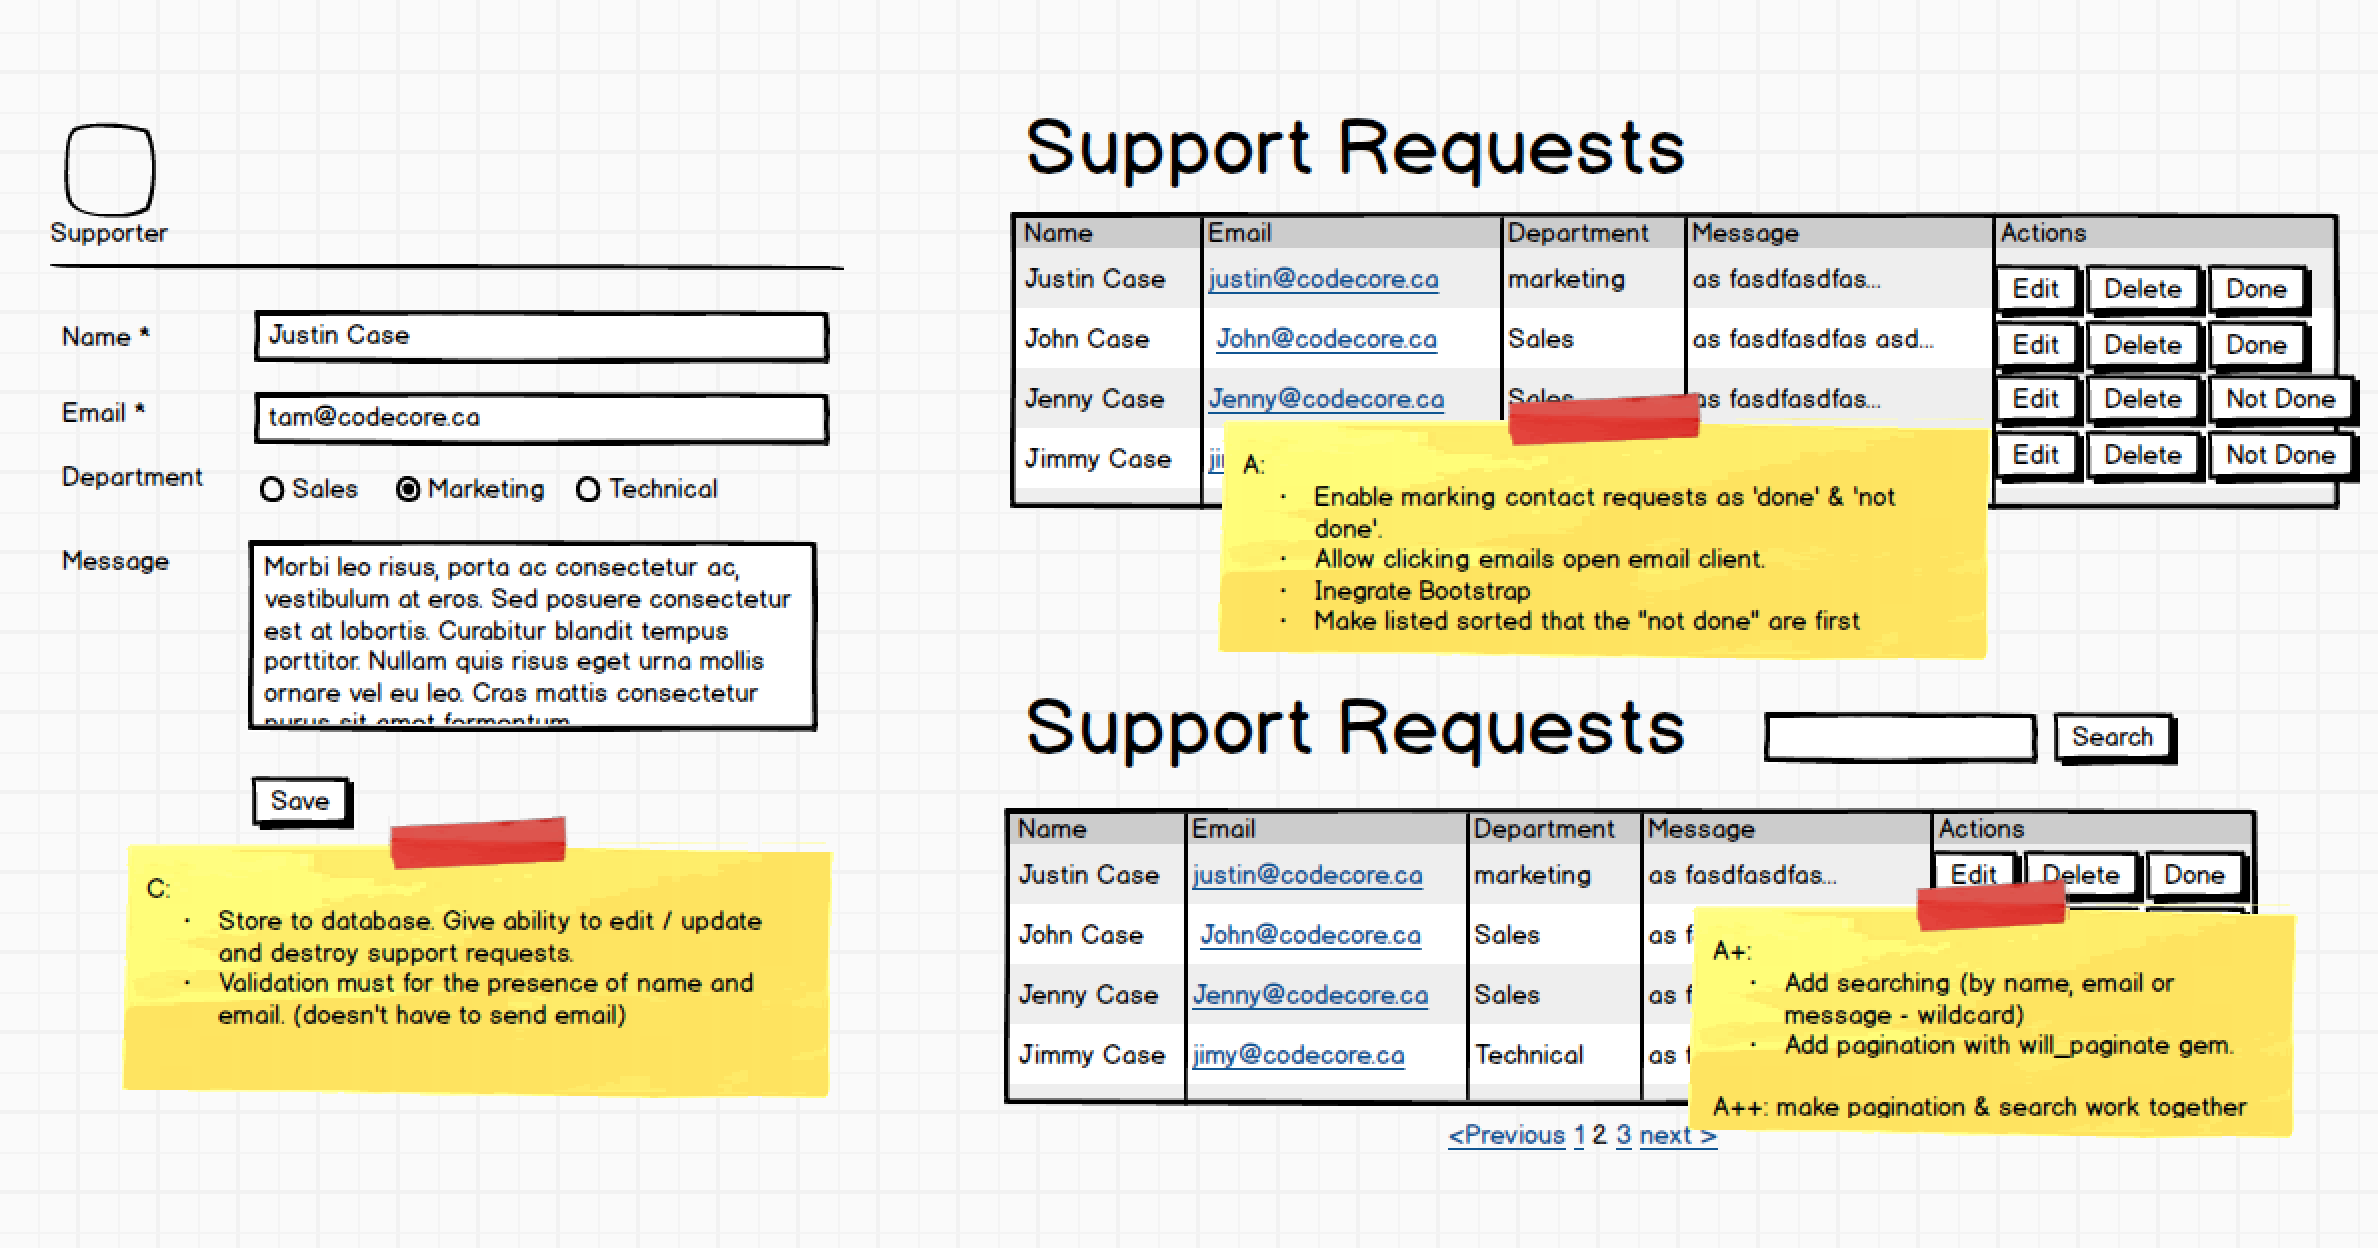 Supporter
Name *
Justin Case
Email *
tam@codecore.ca
Department
Sales Marketing Technical
Message
Morbi leo risus, porta ac consectetur ac,
vestibulum at eros. Sed posuere consectetur
est at lobortis. Curabitur blandit tempus
porttitor. Nullam quis risus eget urna mollis
ornare vel eu leo. Cras mattis consectetur
purus sit amet fermentum
Save
C:
· Store to database. Give ability to edit / update
and destroy support requests.
· Validation must for the presence of name and
email. (doesn't have to send email)
Support Requests
Name Email Department Message Actions
Justin Case justin@codecore.ca marketing as fasdfasdfas... Edit Delete Done
John Case John@codecore.ca Sales as fasdfasdfas asd... Edit Delete Done
Jenny Case Jenny@codecore.ca Sales as fasdfasdfas... Edit Delete Not Done
Jimmy Case Edit Delete Not Done
A:
· Enable marking contact requests as 'done' & 'not
done'.
· Allow clicking emails open email client.
· Inegrate Bootstrap
· Make listed sorted that the "not done" are first
Support Requests
Search
Name Email Department Message Actions
Justin Case justin@codecore.ca marketing as fasdfasdfas... Edit Delete Done
John Case John@codecore.ca Sales as
Jenny Case Jenny@codecore.ca Sales as
Jimmy Case jimy@codecore.ca Technical as
A+:
· Add searching (by name, email or
message - wildcard)
· Add pagination with will_paginate gem.
A++: make pagination & search work together
<Previous 1 2 3 next >